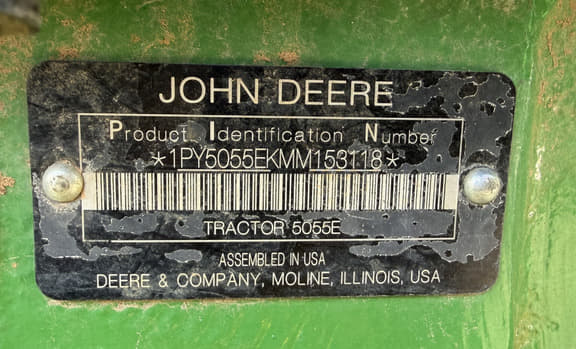 JOHN DEERE
Product Identification Number
*1PY5055EKMM153118*
TRACTOR 5055E
ASSEMBLED IN USA
DEERE & COMPANY, MOLINE, ILLINOIS, USA